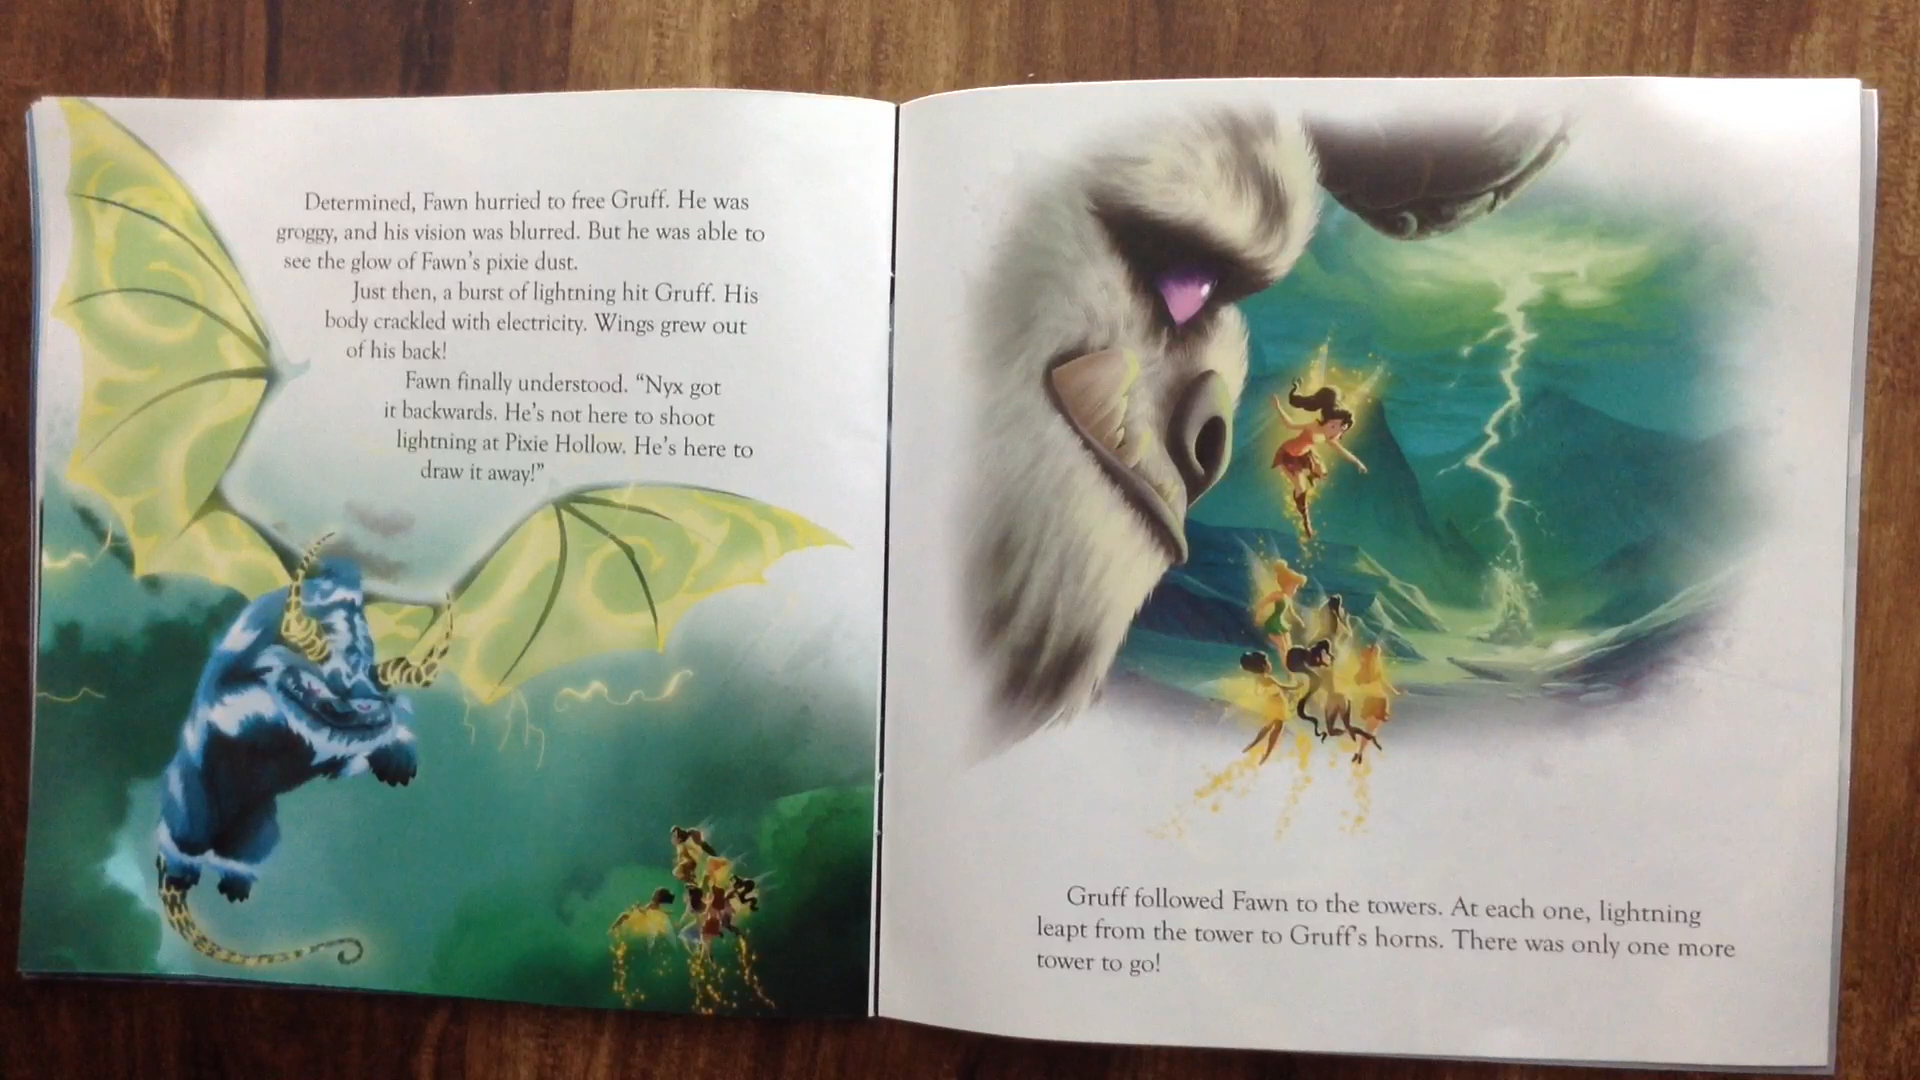 Determined, Fawn hurried to free Gruff. He was
groggy, and his vision was blurred. But he was able to
see the glow of Fawn's pixie dust.
Just then, a burst of lightning hit Gruff. His
body crackled with electricity. Wings grew out
of his back!
Fawn finally understood. “Nyx got
it backwards. He's not here to shoot
lightning at Pixie Hollow. He's here to
draw it away!”
Gruff followed Fawn to the towers. At each one, lightning
leapt from the tower to Gruff's horns. There was only one more
tower to go!